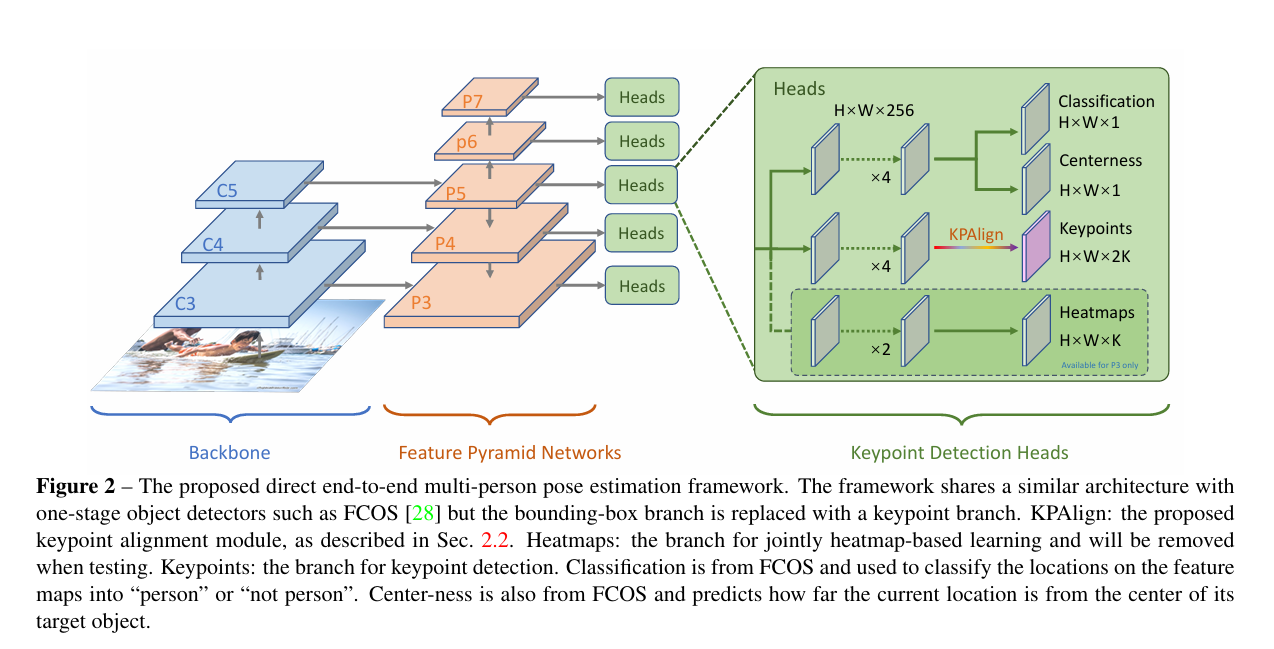 P7
Heads
p6
Heads
C5
P5
Heads
C4
P4
Heads
C3
P3
Heads
Heads
H×W×256
×4
Classification
H×W×1
Centerness
H×W×1
×4
KPAlign
Keypoints
H×W×2K
×2
Heatmaps
H×W×K
Available for P3 only
Backbone
Feature Pyramid Networks
Keypoint Detection Heads
Figure 2 – The proposed direct end-to-end multi-person pose estimation framework. The framework shares a similar architecture with
one-stage object detectors such as FCOS [28] but the bounding-box branch is replaced with a keypoint branch. KPAlign: the proposed
keypoint alignment module, as described in Sec. 2.2. Heatmaps: the branch for jointly heatmap-based learning and will be removed
when testing. Keypoints: the branch for keypoint detection. Classification is from FCOS and used to classify the locations on the feature
maps into “person” or “not person”. Center-ness is also from FCOS and predicts how far the current location is from the center of its
target object.